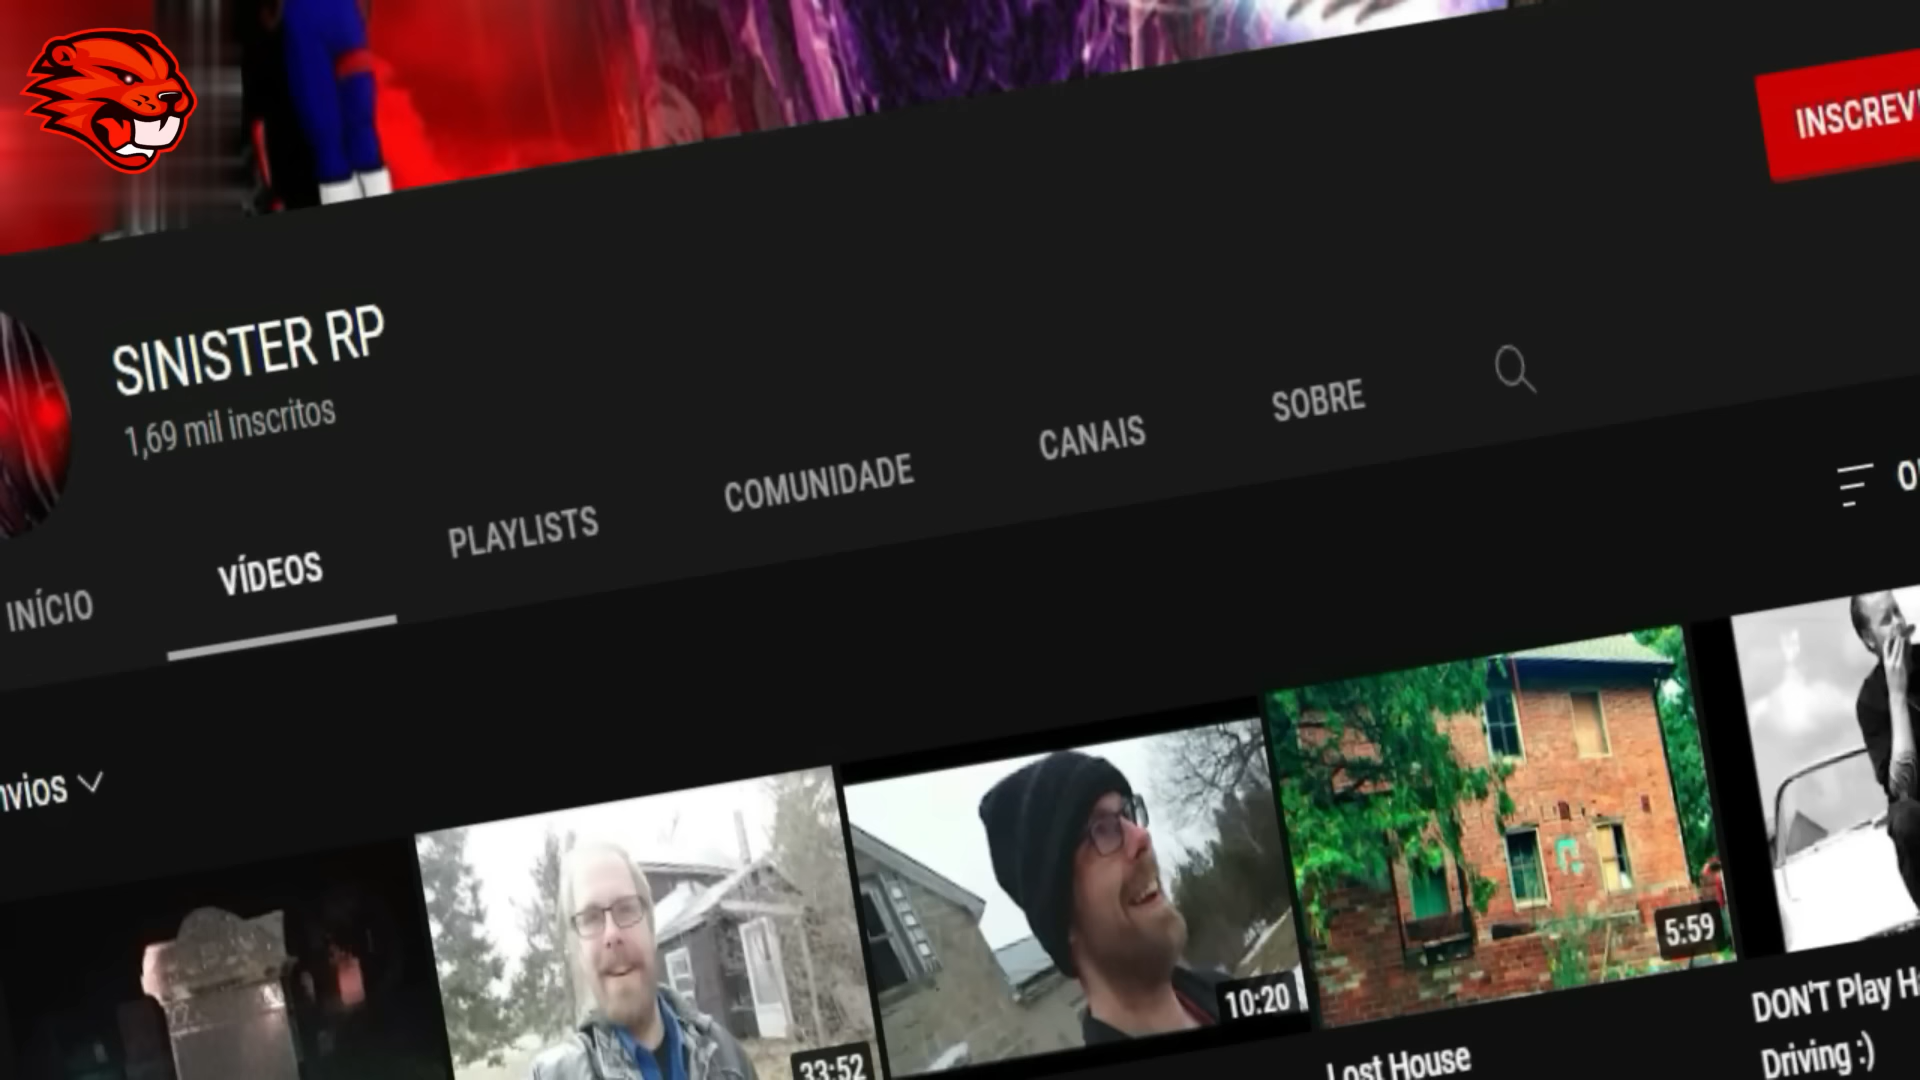 INSCREV
SINISTER RP
1,69 mil inscritos
INÍCIO
VÍDEOS
PLAYLISTS
COMUNIDADE
CANAIS
SOBRE
nvios
33:52
10:20
5:59
Lost House
DON'T Play H
Driving :)